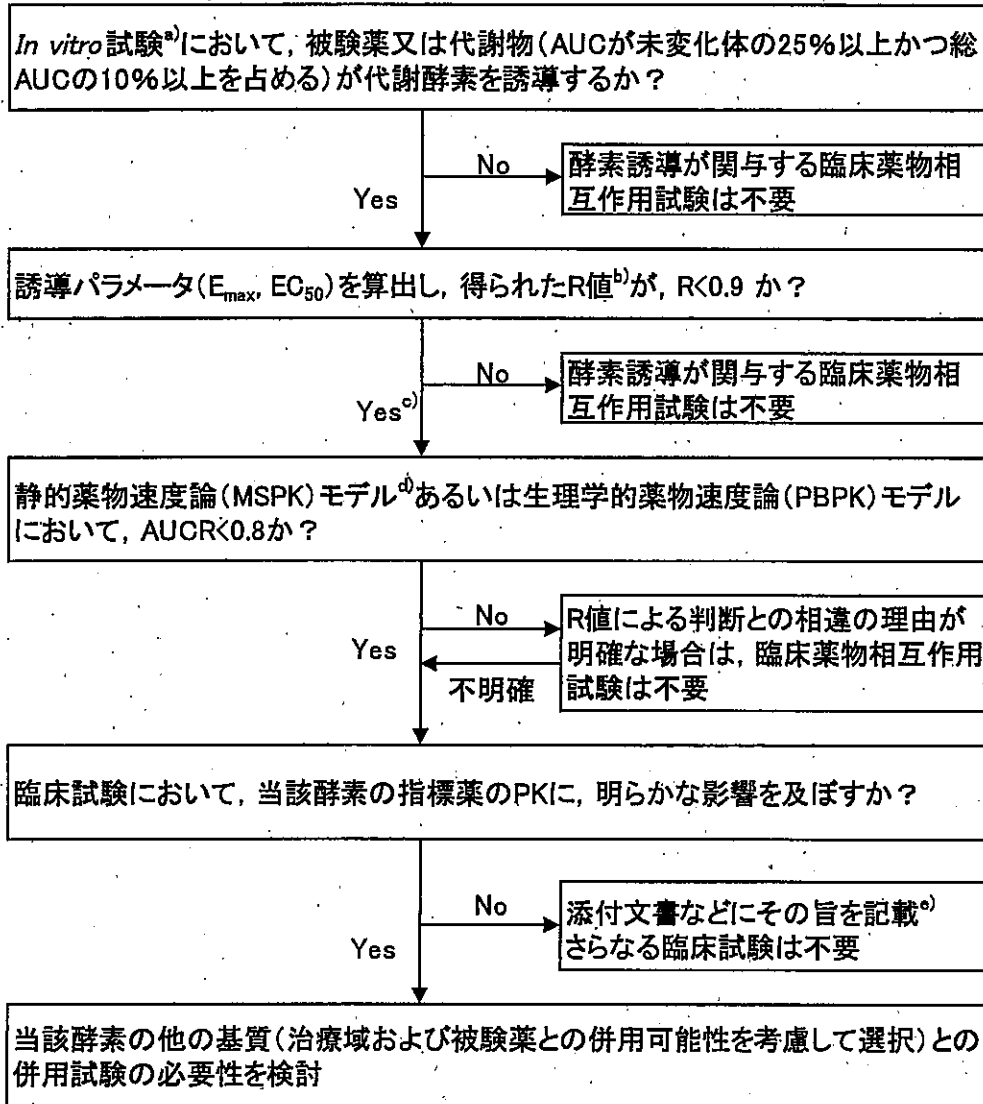 In vitro試験a)において，被験薬又は代謝物（AUCが未変化体の25%以上かつ総
AUCの10%以上を占める）が代謝酵素を誘導するか？
No
酵素誘導が関与する臨床薬物相
互作用試験は不要
Yes
誘導パラメータ（Emax, EC50）を算出し，得られたR値b)が，R<0.9 か？
No
酵素誘導が関与する臨床薬物相
互作用試験は不要
Yesc)
静的薬物速度論（MSPK）モデルd)あるいは生理学的薬物速度論（PBPK）モデル
において，AUCR<0.8か？
No
R値による判断との相違の理由が
明確な場合は，臨床薬物相互作用
試験は不要
Yes
不明確
臨床試験において，当該酵素の指標薬のPKに，明らかな影響を及ぼすか？
No
添付文書などにその旨を記載e)
さらなる臨床試験は不要
Yes
当該酵素の他の基質（治療域および被験薬との併用可能性を考慮して選択）との
併用試験の必要性を検討